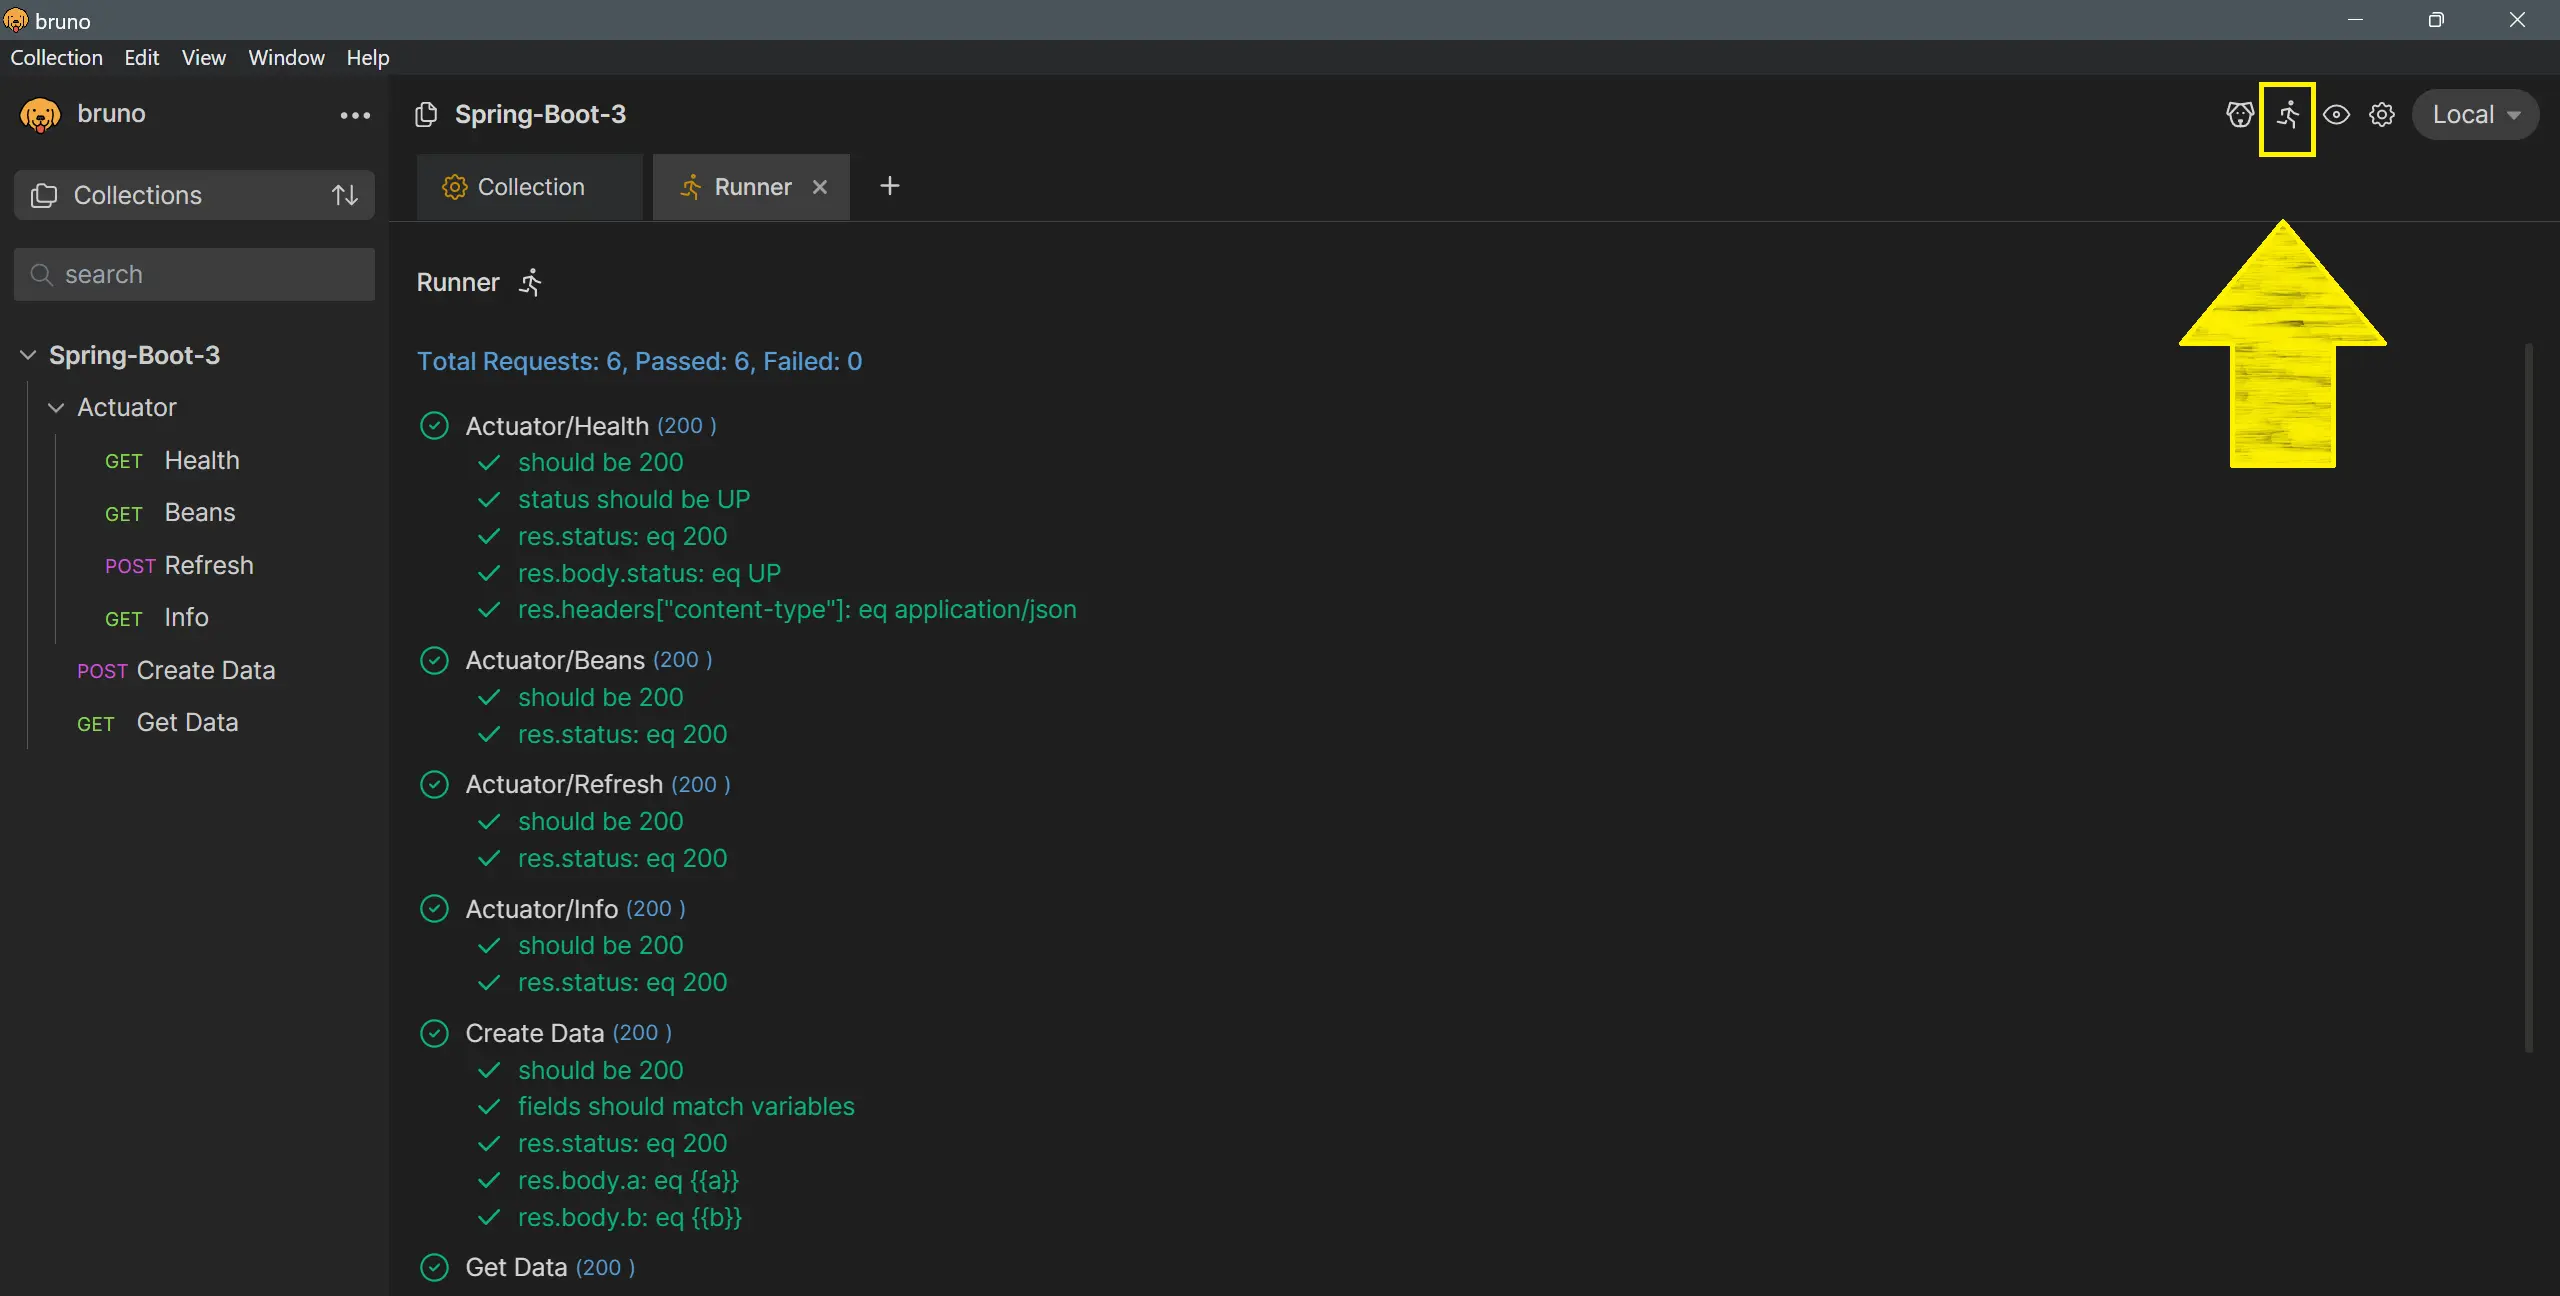 bruno
Collection Edit View Window Help
bruno
Spring-Boot-3
Local
Collections
Collection
Runner
search
Runner
Spring-Boot-3
Actuator
GET Health
GET Beans
POST Refresh
GET Info
POST Create Data
GET Get Data
Total Requests: 6, Passed: 6, Failed: 0
Actuator/Health (200 )
should be 200
status should be UP
res.status: eq 200
res.body.status: eq UP
res.headers["content-type"]: eq application/json
Actuator/Beans (200 )
should be 200
res.status: eq 200
Actuator/Refresh (200 )
should be 200
res.status: eq 200
Actuator/Info (200 )
should be 200
res.status: eq 200
Create Data (200 )
should be 200
fields should match variables
res.status: eq 200
res.body.a: eq {{a}}
res.body.b: eq {{b}}
Get Data (200 )